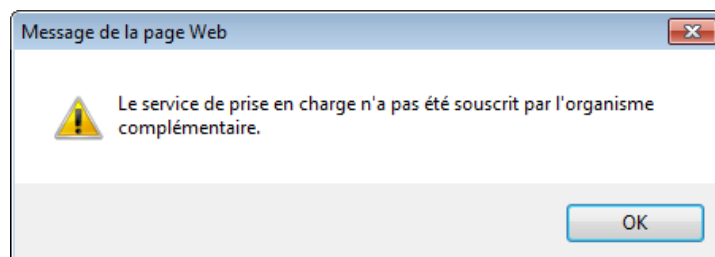 Message de la page Web
Le service de prise en charge n'a pas été souscrit par l'organisme
complémentaire.
OK